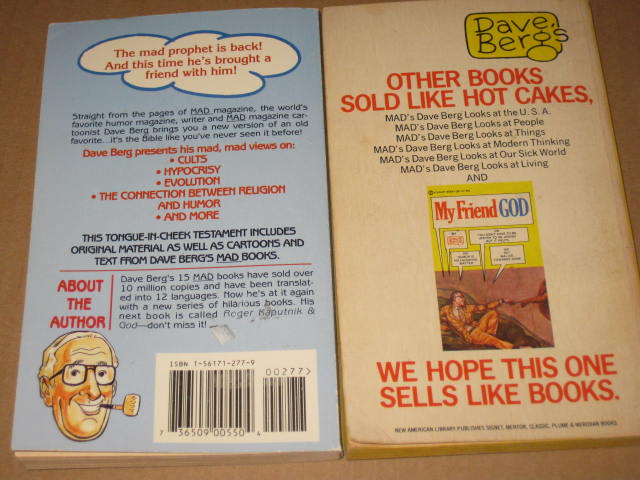 The mad prophet is back!
And this time he's brought a
friend with him!
Straight from the pages of MAD magazine, the world's
favorite humor magazine, writer and MAD magazine car-
toonist Dave Berg brings you a new version of an old
favorite...it's the Bible like you've never seen it before!
Dave Berg presents his mad, mad views on:
• CULTS
• HYPOCRISY
• EVOLUTION
• THE CONNECTION BETWEEN RELIGION
AND HUMOR
• AND MORE
THIS TONGUE-IN-CHEEK TESTAMENT INCLUDES
ORIGINAL MATERIAL AS WELL AS CARTOONS AND
TEXT FROM DAVE BERG'S MAD BOOKS.
ABOUT
THE
AUTHOR
Dave Berg's 15 MAD books have sold over
10 million copies and have been translat-
ed into 12 languages. Now he's at it again
with a new series of hilarious books. His
next book is called Roger Kaputnik &
God—don't miss it!
ISBN 1-56171-277-9
00277>
7 36509 00550 4
Dave
Berg's
OTHER BOOKS
SOLD LIKE HOT CAKES,
MAD's Dave Berg Looks at the U.S.A.
MAD's Dave Berg Looks at People
MAD's Dave Berg Looks at Things
MAD's Dave Berg Looks at Modern Thinking
MAD's Dave Berg Looks at Our Sick World
MAD's Dave Berg Looks at Living
AND
My Friend GOD
WE HOPE THIS ONE
SELLS LIKE BOOKS.
NEW AMERICAN LIBRARY PUBLISHES SIGNET, MENTOR, CLASSIC, PLUME & MERIDIAN BOOKS